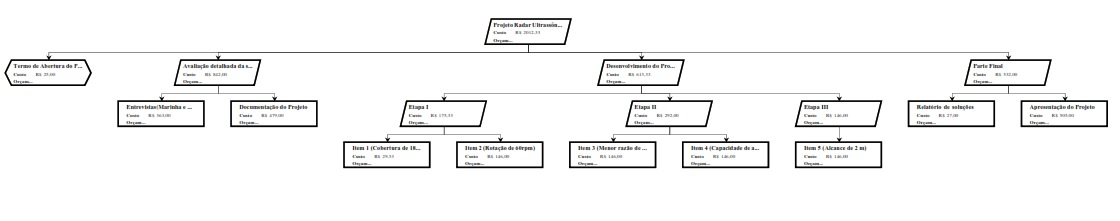 Projeto Radar Ultrassôn...
Custo R$ 2012,33
Orçam...
Termo de Abertura do P...
Custo R$ 25,00
Orçam...
Avaliação detalhada da s...
Custo R$ 842,00
Orçam...
Desenvolvimento do Pro...
Custo R$ 613,33
Orçam...
Parte Final
Custo R$ 532,00
Orçam...
Entrevistas(Marinha e ...
Custo R$ 363,00
Orçam...
Documentação do Projeto
Custo R$ 479,00
Orçam...
Etapa I
Custo R$ 175,33
Orçam...
Etapa II
Custo R$ 292,00
Orçam...
Etapa III
Custo R$ 146,00
Orçam...
Relatório de soluções
Custo R$ 27,00
Orçam...
Apresentação do Projeto
Custo R$ 505,00
Orçam...
Item 1 (Cobertura de 18...
Custo R$ 29,33
Orçam...
Item 2 (Rotação de 60rpm)
Custo R$ 146,00
Orçam...
Item 3 (Menor razão de ...
Custo R$ 146,00
Orçam...
Item 4 (Capacidade de a...
Custo R$ 146,00
Orçam...
Item 5 (Alcance de 2 m)
Custo R$ 146,00
Orçam...